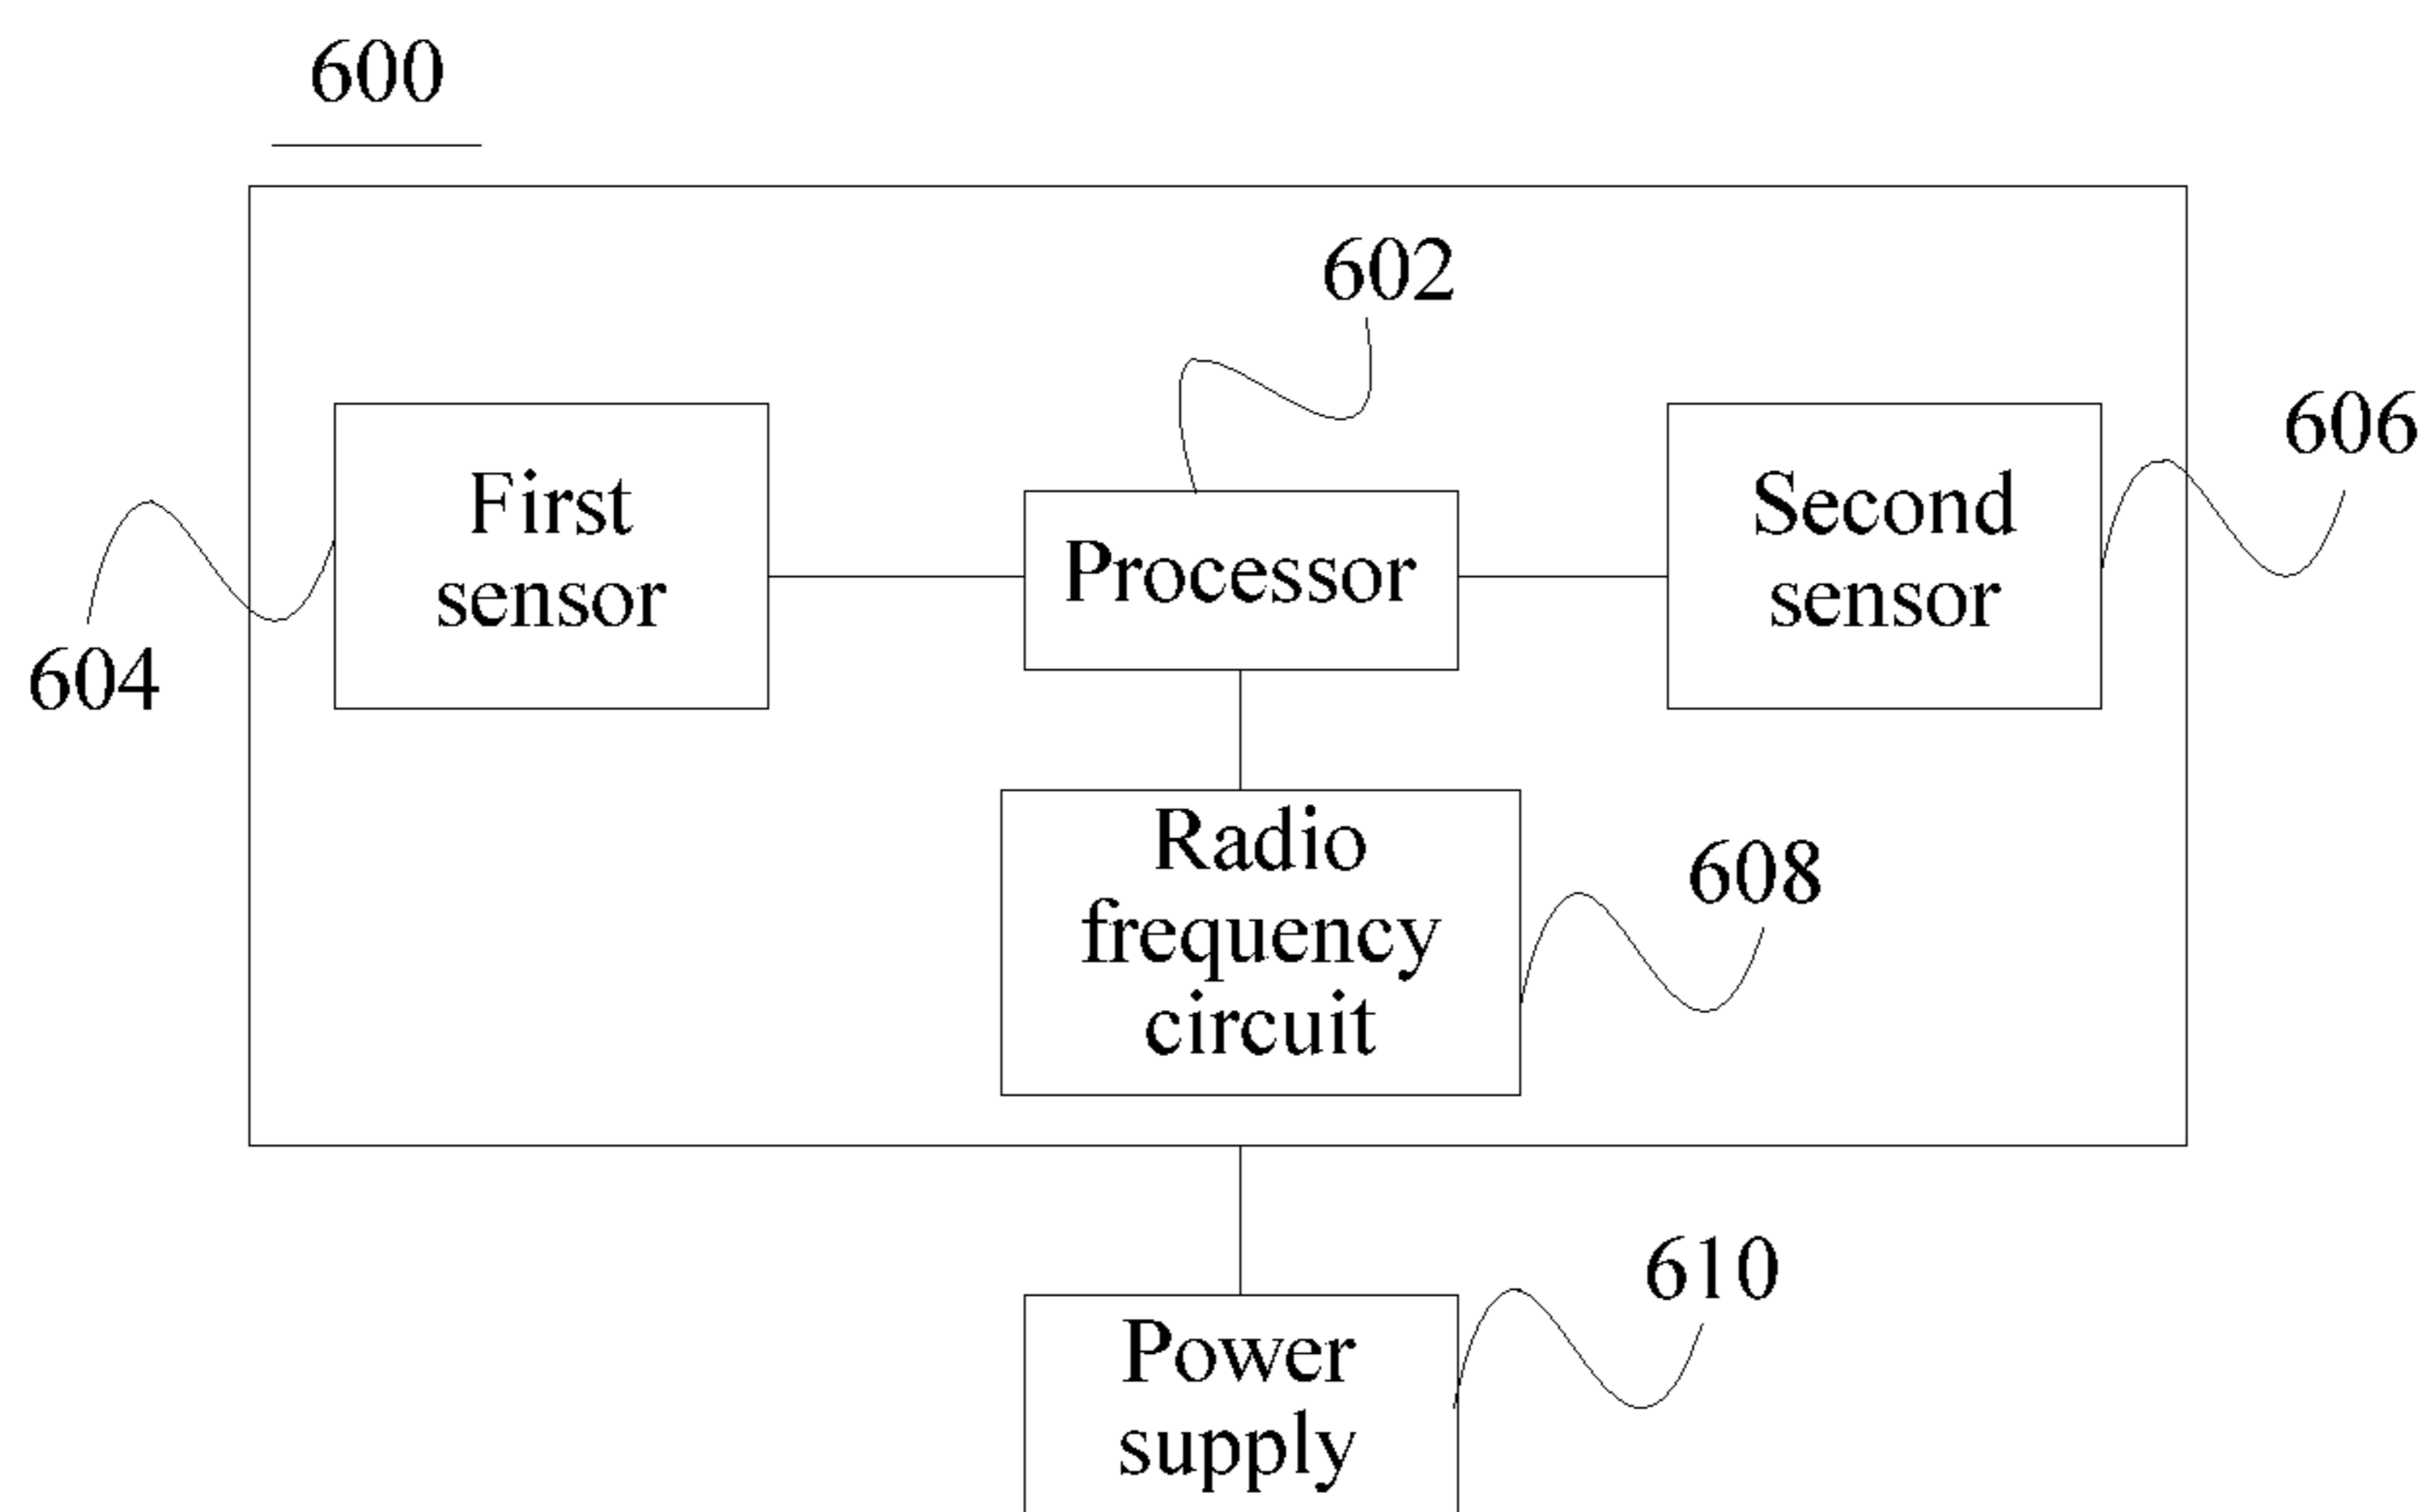 600
602
606
First
sensor
Processor
Second
sensor
604
Radio
frequency
circuit
608
610
Power
supply